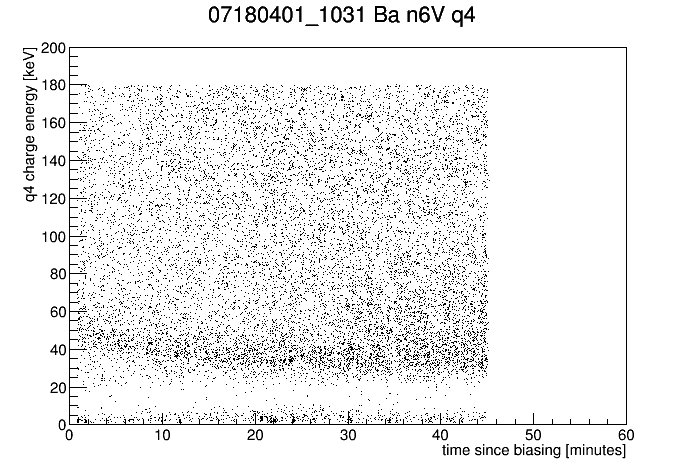 07180401_1031 Ba n6V q4
q4 charge energy [keV]
200
180
160
140
120
100
80
60
40
20
0
0 10 20 30 40 50 60
time since biasing [minutes]